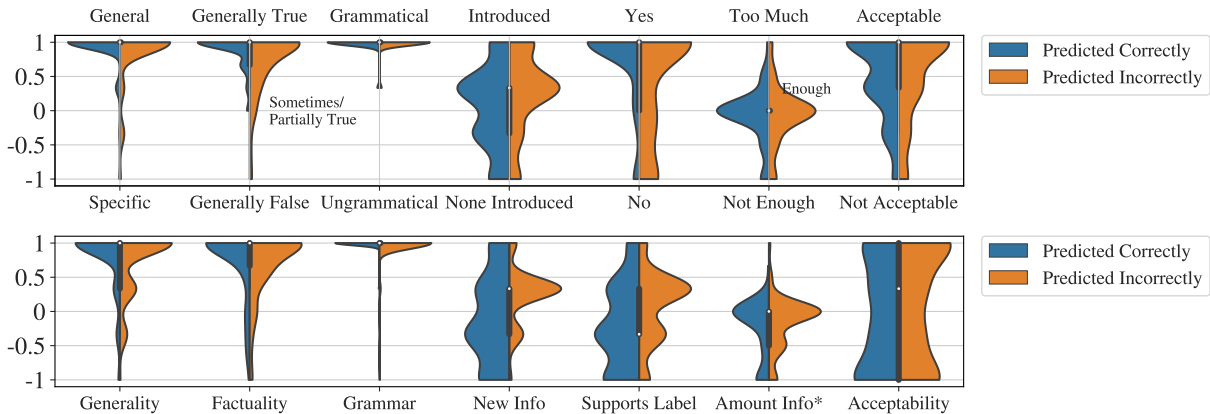 General Generally True Grammatical Introduced Yes Too Much Acceptable
1
0.5
0
-0.5
-1
Enough
Sometimes/
Partially True
Specific Generally False Ungrammatical None Introduced No Not Enough Not Acceptable
Predicted Correctly
Predicted Incorrectly
1
0.5
0
-0.5
-1
Generality Factuality Grammar New Info Supports Label Amount Info* Acceptability
Predicted Correctly
Predicted Incorrectly